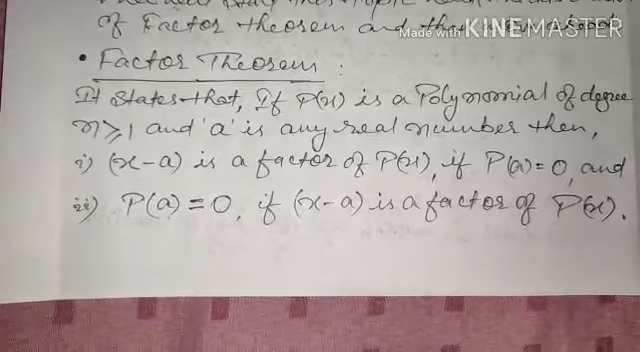 of Factor theorem and
Made with KINEMASTER
• Factor Theorem :
It states that, If P(x) is a Polynomial of degree
n ≥ 1 and 'a' is any real number then,
i) (x-a) is a factor of P(x), if P(a) = 0, and
ii) P(a) = 0, if (x-a) is a factor of P(x).